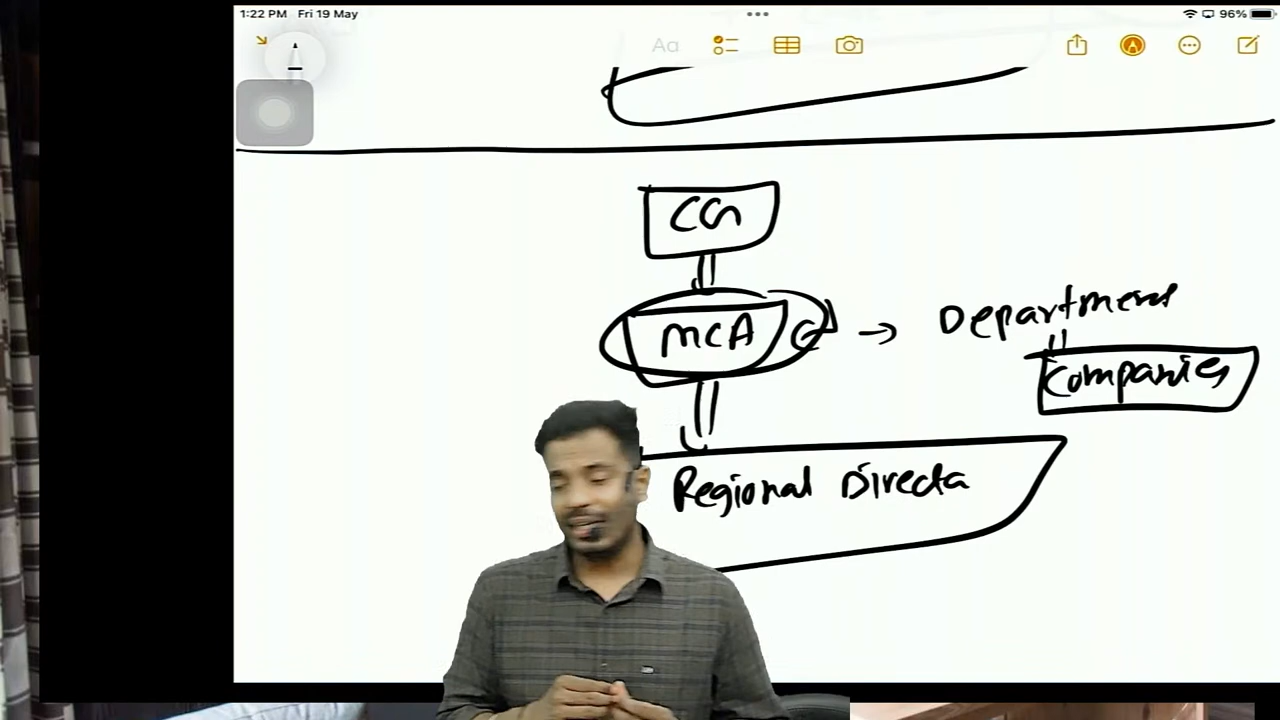 1:22 PM Fri 19 May
96%
Aa
CG
MCA
Department
Companies
Regional Directa